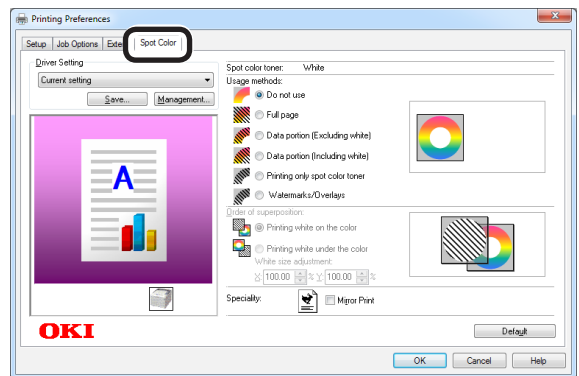 Printing Preferences
Setup Job Options Exte Spot Color
Driver Setting
Current setting
Save... Management...
A
OKI
Spot color toner: White
Usage methods:
Do not use
Full page
Data portion (Excluding white)
Data portion (Including white)
Printing only spot color toner
Watermarks/Overlays
Order of superposition:
Printing white on the color
Printing white under the color
White size adjustment:
X: 100.00 % Y: 100.00 %
Speciality: Mirror Print
Default
OK Cancel Help